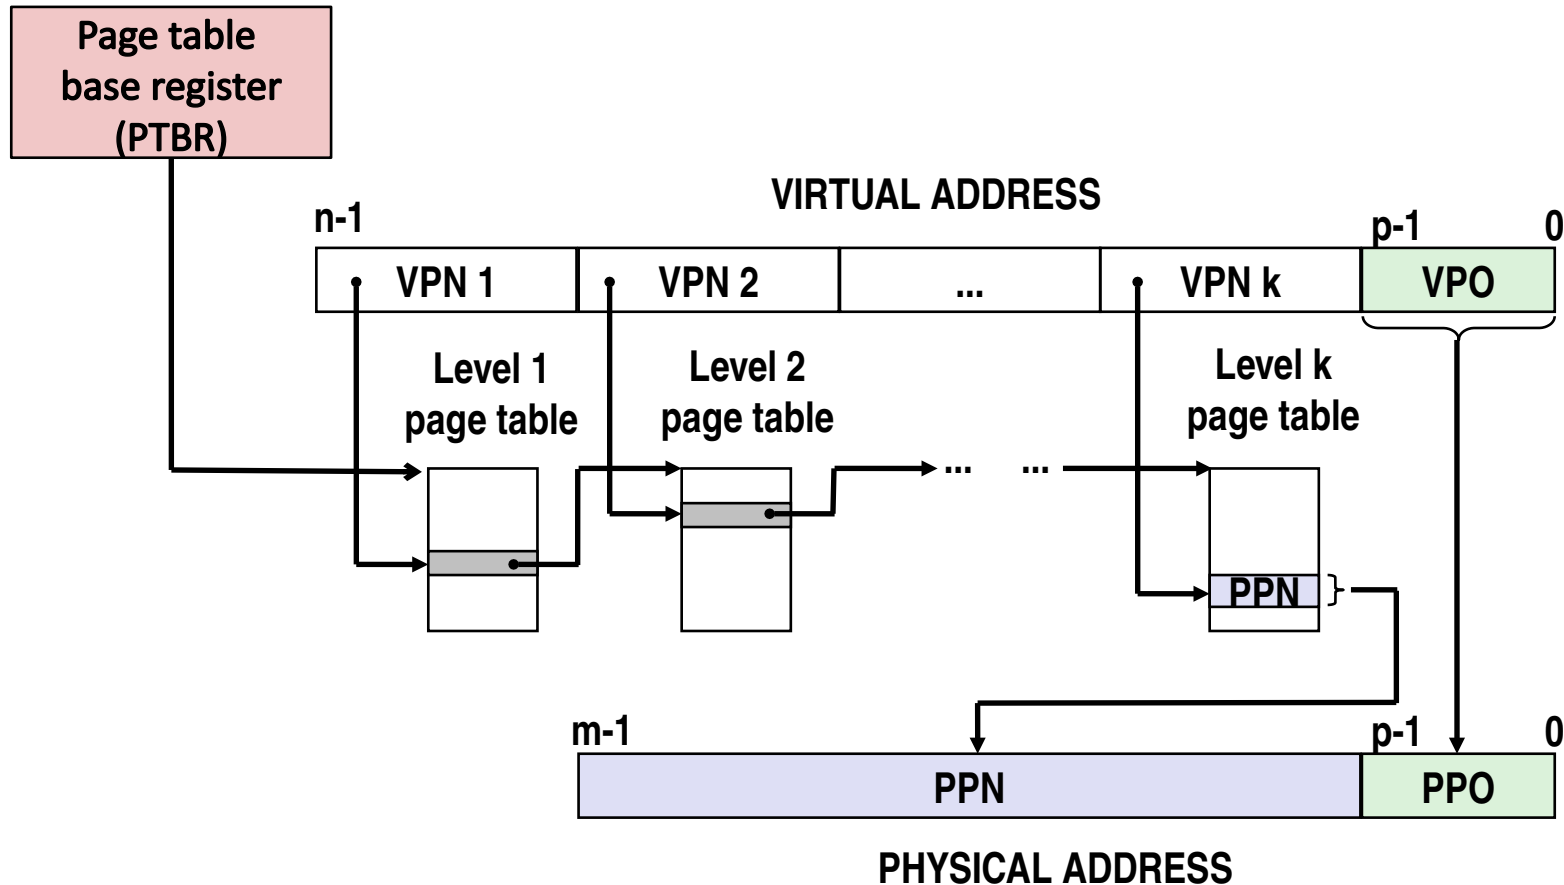 Page table
base register
(PTBR)
VIRTUAL ADDRESS
n-1
p-1
0
VPN 1
VPN 2
...
VPN k
VPO
Level 1
page table
Level 2
page table
Level k
page table
...
...
PPN
m-1
p-1
0
PPN
PPO
PHYSICAL ADDRESS